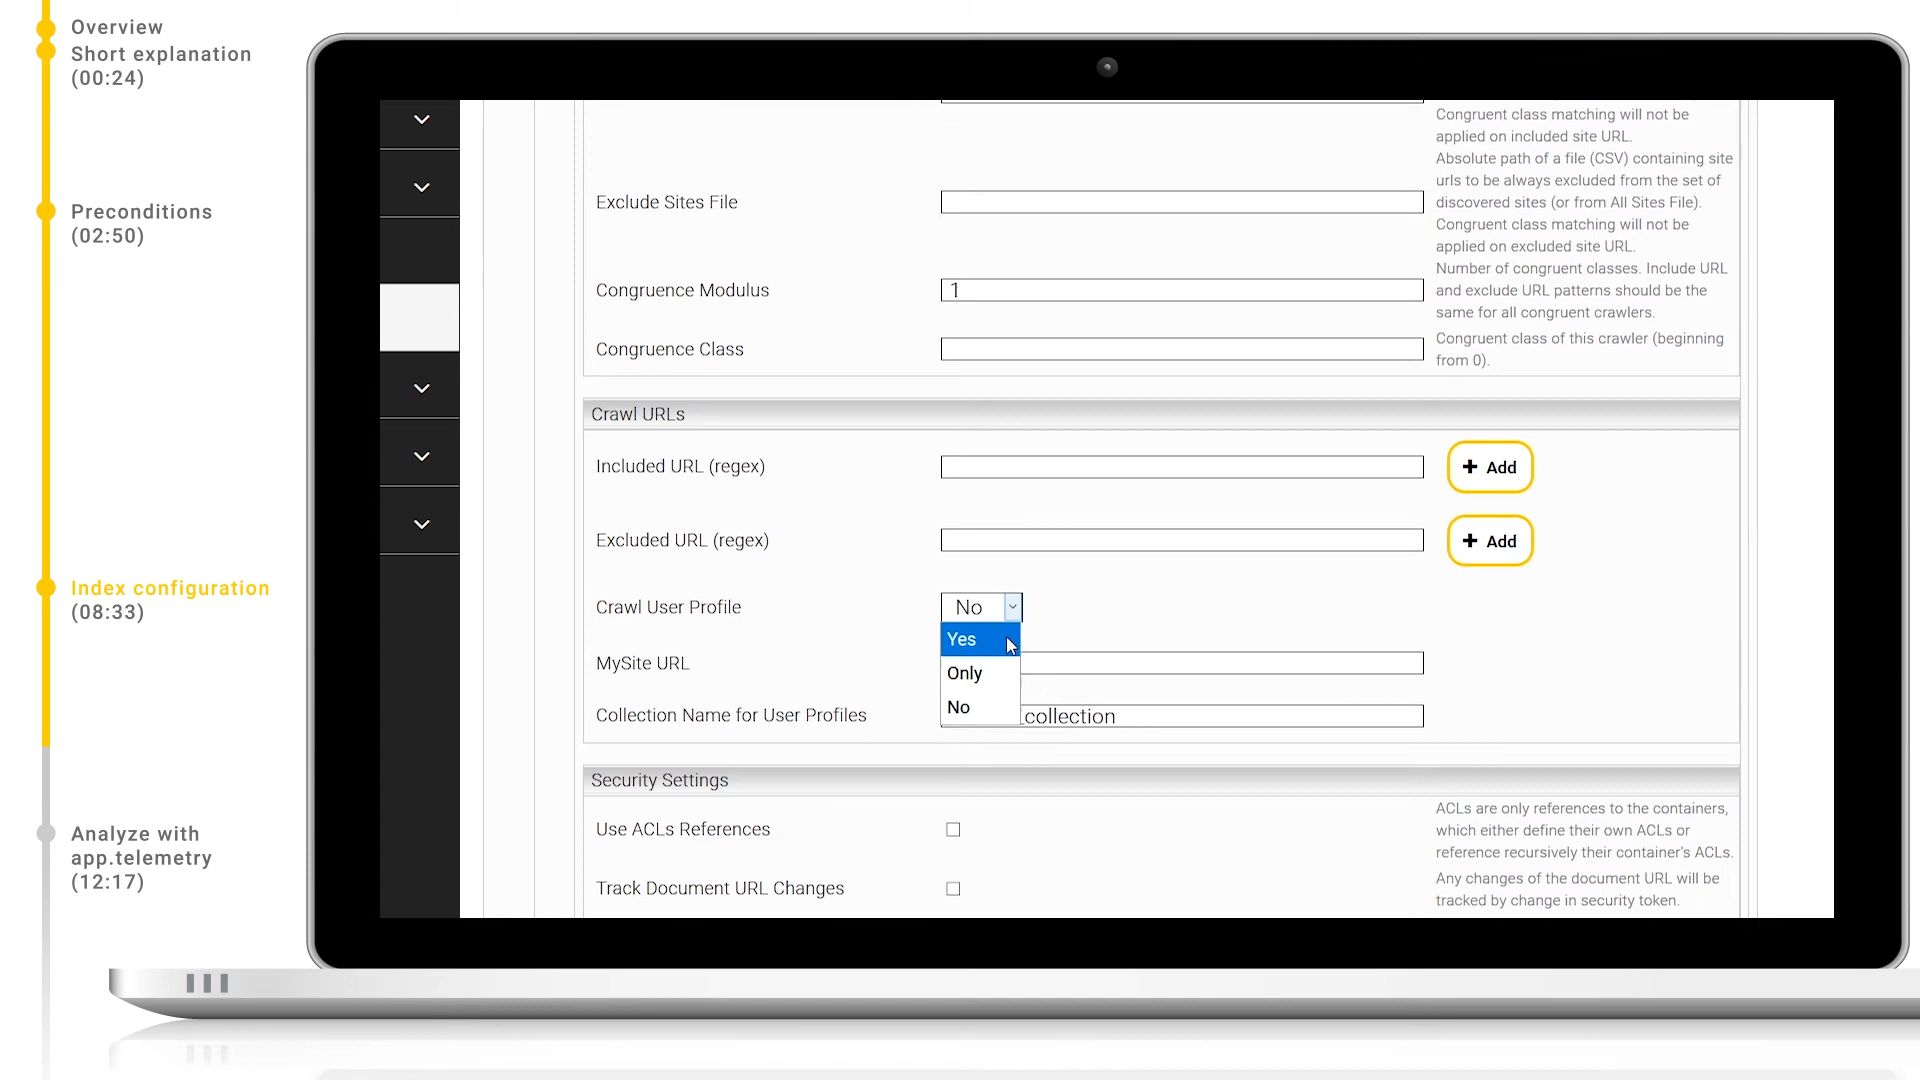 Overview
Short explanation
(00:24)
Preconditions
(02:50)
Index configuration
(08:33)
Analyze with
app.telemetry
(12:17)
Congruent class matching will not be
applied on included site URL.
Exclude Sites File
Absolute path of a file (CSV) containing site
urls to be always excluded from the set of
discovered sites (or from All Sites File).
Congruent class matching will not be
applied on excluded site URL.
Congruence Modulus
1
Number of congruent classes. Include URL
and exclude URL patterns should be the
same for all congruent crawlers.
Congruence Class
Congruent class of this crawler (beginning
from 0).
Crawl URLs
Included URL (regex)
+ Add
Excluded URL (regex)
+ Add
Crawl User Profile
No
Yes
Only
No
MySite URL
Collection Name for User Profiles
_collection
Security Settings
Use ACLs References
ACLs are only references to the containers,
which either define their own ACLs or
reference recursively their container's ACLs.
Track Document URL Changes
Any changes of the document URL will be
tracked by change in security token.